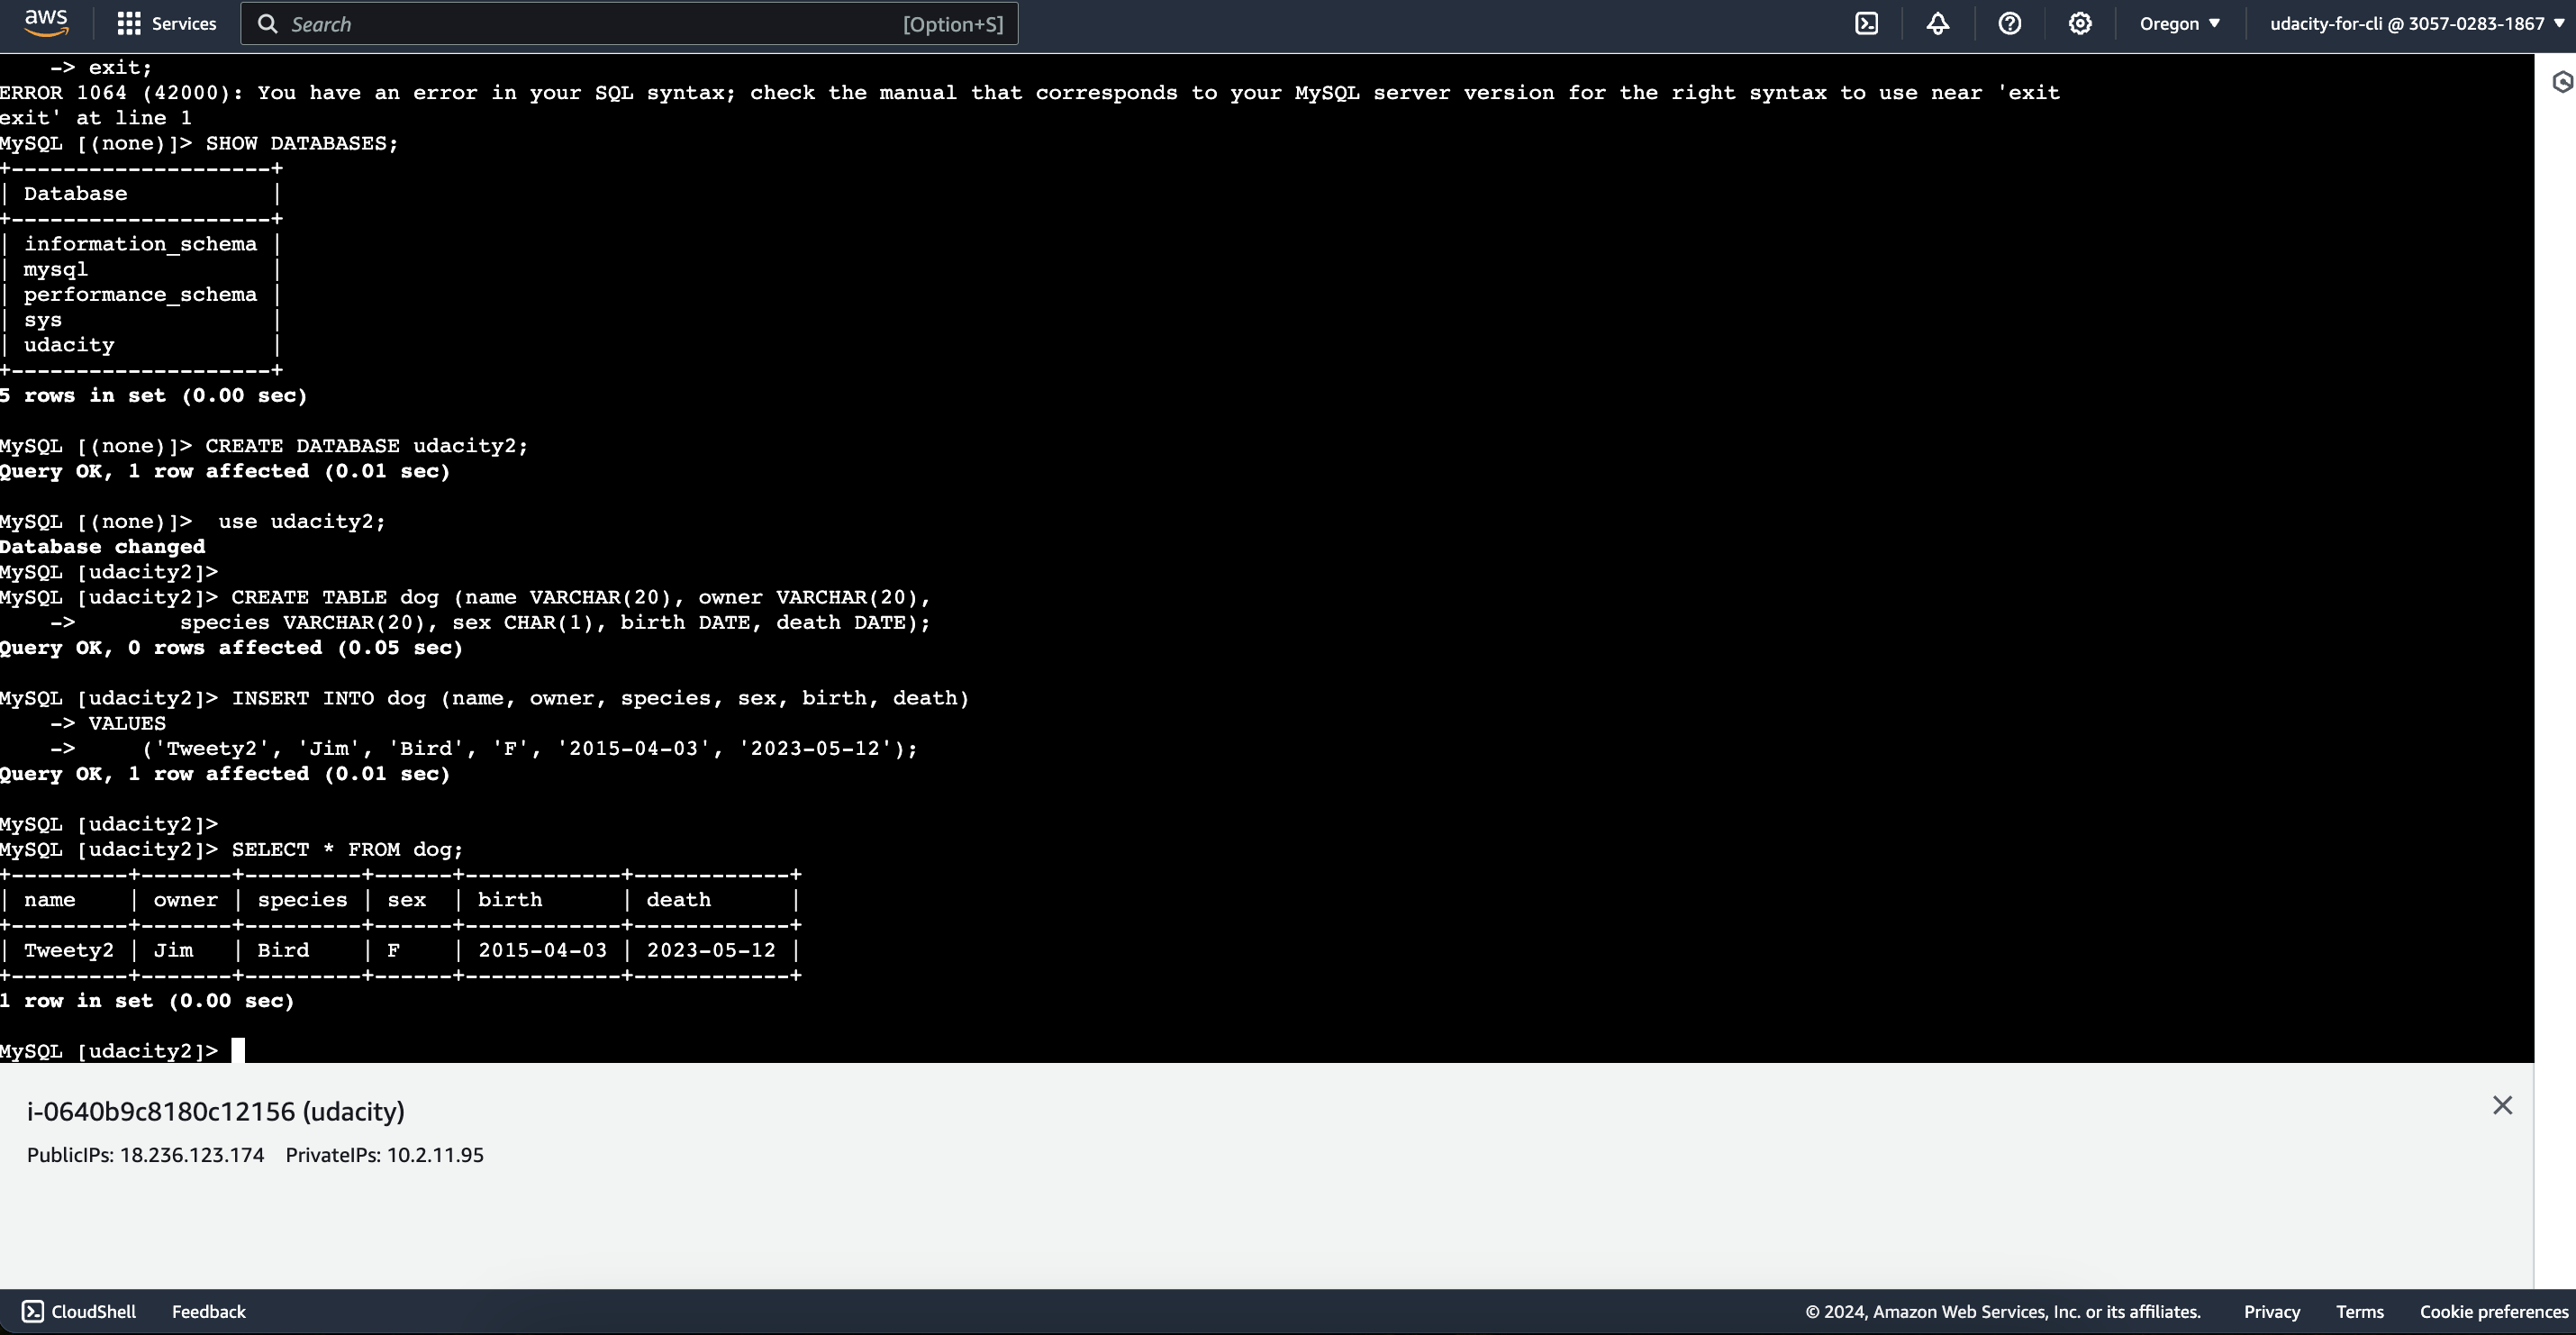 aws Services Search [Option+S] Oregon udacity-for-cli @ 3057-0283-1867
    -> exit;
ERROR 1064 (42000): You have an error in your SQL syntax; check the manual that corresponds to your MySQL server version for the right syntax to use near 'exit
exit' at line 1
MySQL [(none)]> SHOW DATABASES;
+--------------------+
| Database           |
+--------------------+
| information_schema |
| mysql              |
| performance_schema |
| sys                |
| udacity            |
+--------------------+
5 rows in set (0.00 sec)
MySQL [(none)]> CREATE DATABASE udacity2;
Query OK, 1 row affected (0.01 sec)
MySQL [(none)]>  use udacity2;
Database changed
MySQL [udacity2]>
MySQL [udacity2]> CREATE TABLE dog (name VARCHAR(20), owner VARCHAR(20),
    ->        species VARCHAR(20), sex CHAR(1), birth DATE, death DATE);
Query OK, 0 rows affected (0.05 sec)
MySQL [udacity2]> INSERT INTO dog (name, owner, species, sex, birth, death)
    -> VALUES
    ->     ('Tweety2', 'Jim', 'Bird', 'F', '2015-04-03', '2023-05-12');
Query OK, 1 row affected (0.01 sec)
MySQL [udacity2]>
MySQL [udacity2]> SELECT * FROM dog;
+---------+-------+---------+------+------------+------------+
| name    | owner | species | sex  | birth      | death      |
+---------+-------+---------+------+------------+------------+
| Tweety2 | Jim   | Bird    | F    | 2015-04-03 | 2023-05-12 |
+---------+-------+---------+------+------------+------------+
1 row in set (0.00 sec)
MySQL [udacity2]>
i-0640b9c8180c12156 (udacity)
PublicIPs: 18.236.123.174 PrivateIPs: 10.2.11.95
CloudShell Feedback © 2024, Amazon Web Services, Inc. or its affiliates. Privacy Terms Cookie preferences